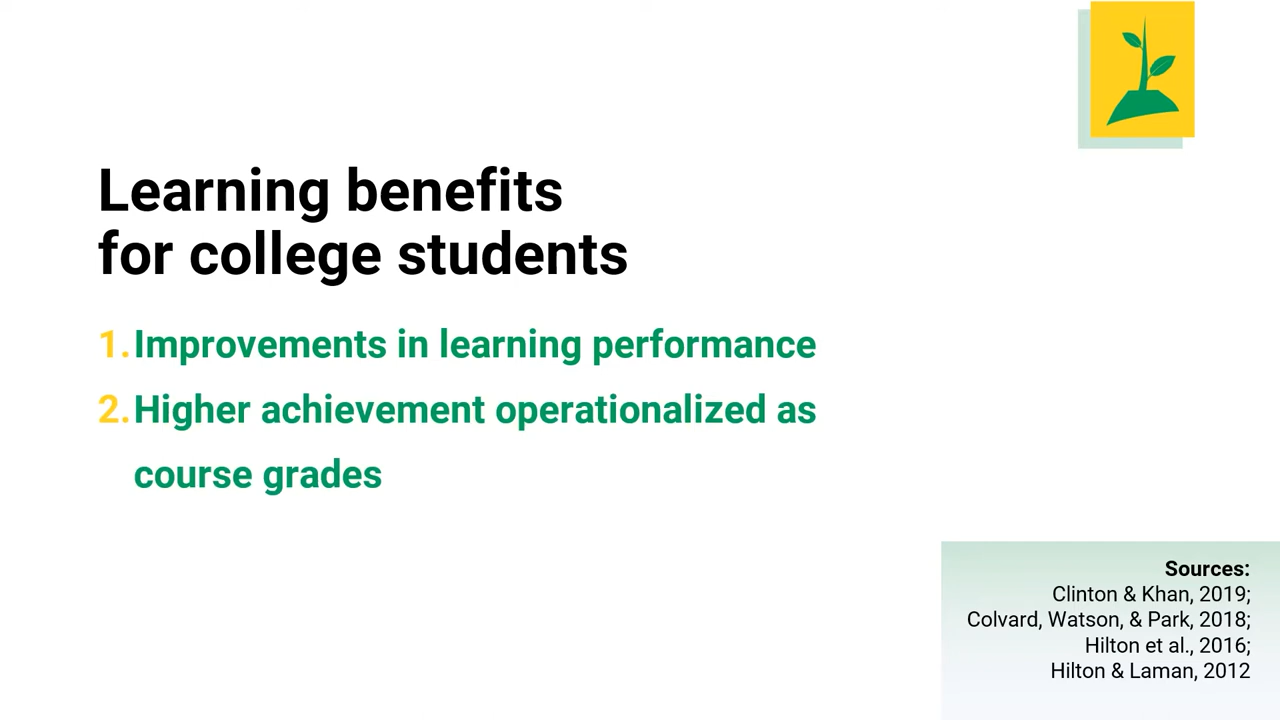 Learning benefits
for college students
1. Improvements in learning performance
2. Higher achievement operationalized as
course grades
Sources:
Clinton & Khan, 2019;
Colvard, Watson, & Park, 2018;
Hilton et al., 2016;
Hilton & Laman, 2012